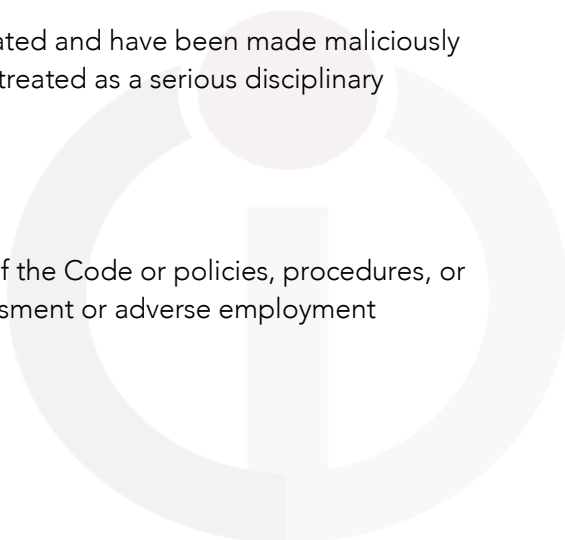 ated and have been made maliciously
treated as a serious disciplinary
f the Code or policies, procedures, or
sment or adverse employment